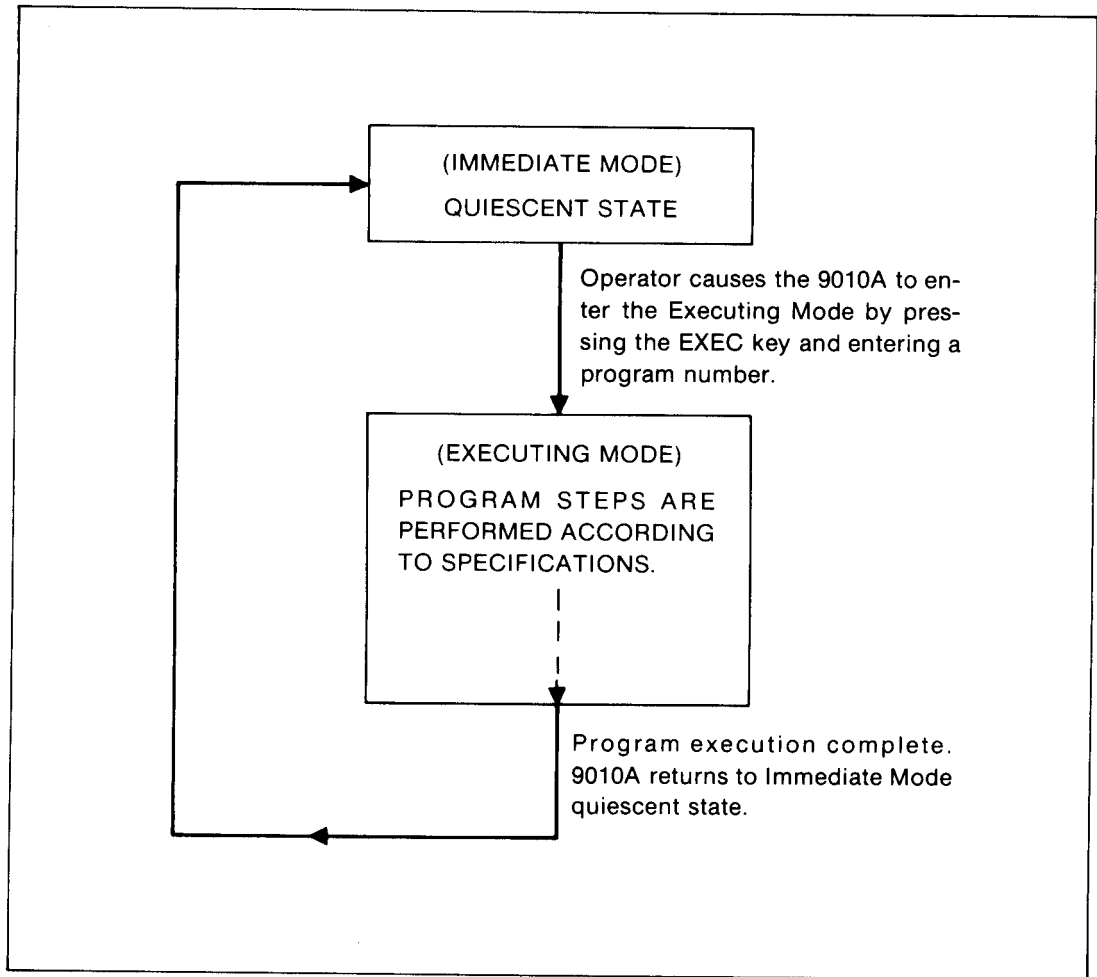 (IMMEDIATE MODE)
QUIESCENT STATE
Operator causes the 9010A to en-
ter the Executing Mode by pres-
sing the EXEC key and entering a
program number.
(EXECUTING MODE)
PROGRAM STEPS ARE
PERFORMED ACCORDING
TO SPECIFICATIONS.
Program execution complete.
9010A returns to Immediate Mode
quiescent state.